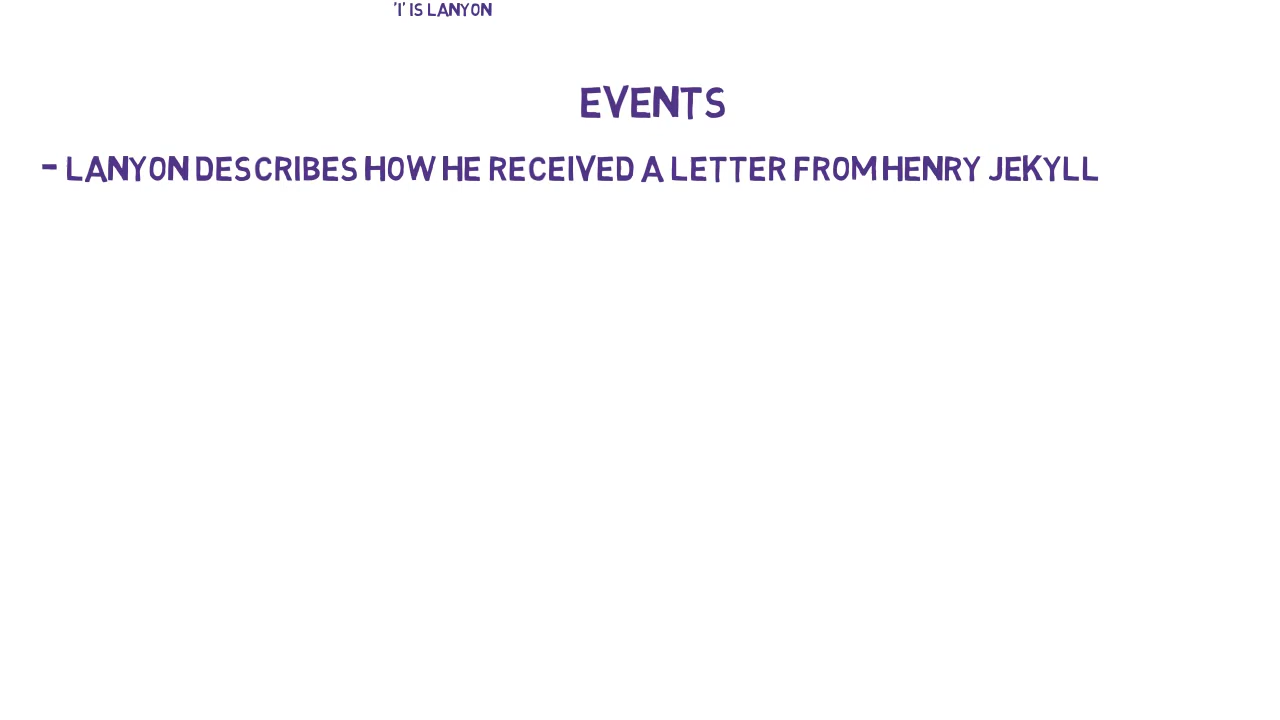 'I' IS LANYON
EVENTS
- LANYON DESCRIBES HOW HE RECEIVED A LETTER FROM HENRY JEKYLL